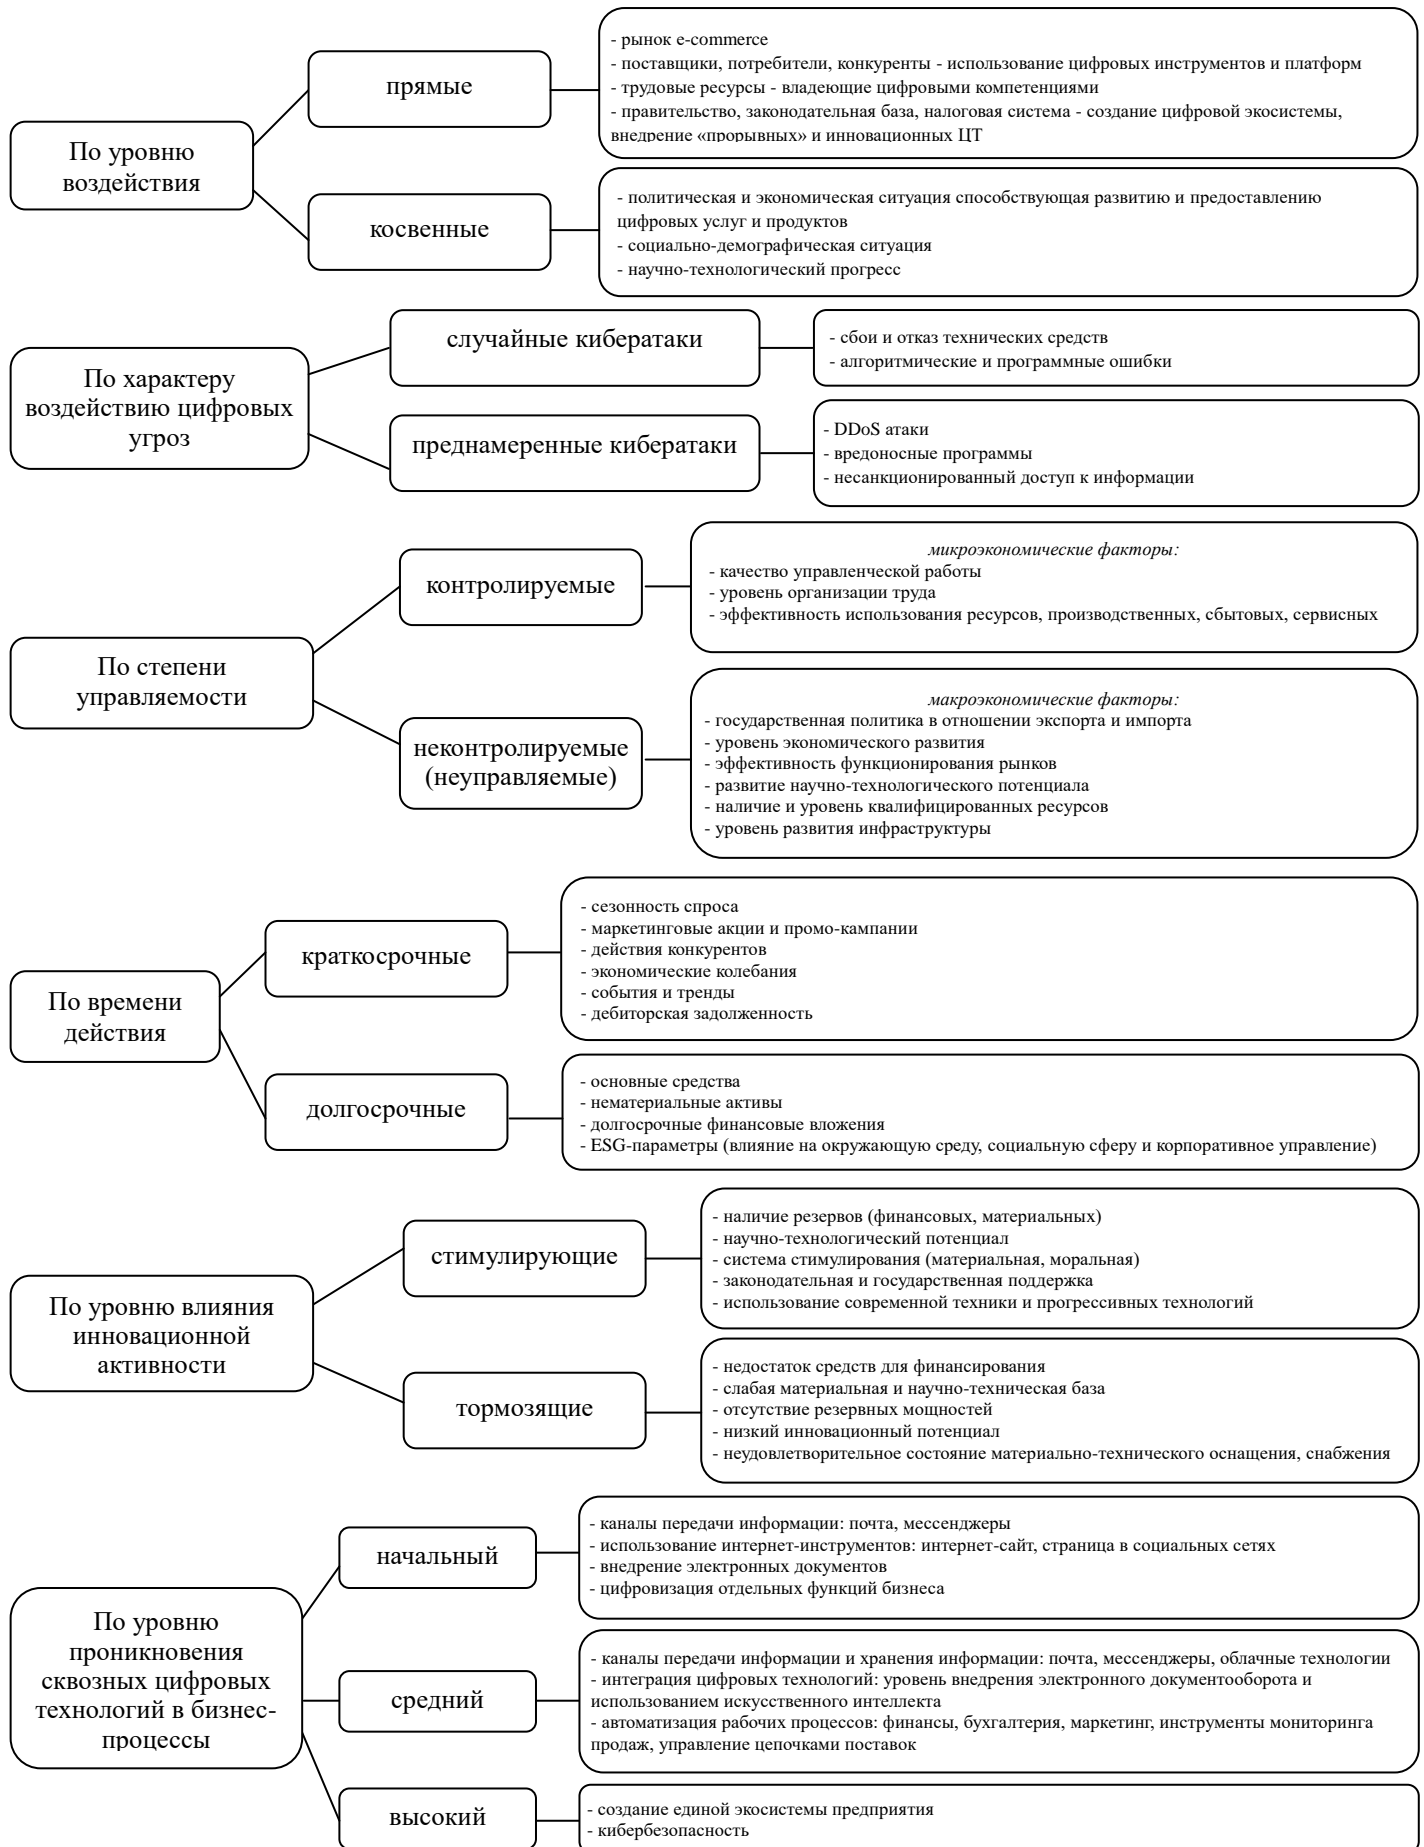 По уровню
воздействия
прямые
- рынок e-commerce
- поставщики, потребители, конкуренты - использование цифровых инструментов и платформ
- трудовые ресурсы - владеющие цифровыми компетенциями
- правительство, законодательная база, налоговая система - создание цифровой экосистемы,
внедрение «прорывных» и инновационных ЦТ
косвенные
- политическая и экономическая ситуация способствующая развитию и предоставлению
цифровых услуг и продуктов
- социально-демографическая ситуация
- научно-технологический прогресс
По характеру
воздействию цифровых
угроз
случайные кибератаки
- сбои и отказ технических средств
- алгоритмические и программные ошибки
преднамеренные кибератаки
- DDoS атаки
- вредоносные программы
- несанкционированный доступ к информации
По степени
управляемости
контролируемые
микроэкономические факторы:
- качество управленческой работы
- уровень организации труда
- эффективность использования ресурсов, производственных, сбытовых, сервисных
неконтролируемые
(неуправляемые)
макроэкономические факторы:
- государственная политика в отношении экспорта и импорта
- уровень экономического развития
- эффективность функционирования рынков
- развитие научно-технологического потенциала
- наличие и уровень квалифицированных ресурсов
- уровень развития инфраструктуры
По времени
действия
краткосрочные
- сезонность спроса
- маркетинговые акции и промо-кампании
- действия конкурентов
- экономические колебания
- события и тренды
- дебиторская задолженность
долгосрочные
- основные средства
- нематериальные активы
- долгосрочные финансовые вложения
- ESG-параметры (влияние на окружающую среду, социальную сферу и корпоративное управление)
По уровню влияния
инновационной
активности
стимулирующие
- наличие резервов (финансовых, материальных)
- научно-технологический потенциал
- система стимулирования (материальная, моральная)
- законодательная и государственная поддержка
- использование современной техники и прогрессивных технологий
тормозящие
- недостаток средств для финансирования
- слабая материальная и научно-техническая база
- отсутствие резервных мощностей
- низкий инновационный потенциал
- неудовлетворительное состояние материально-технического оснащения, снабжения
По уровню
проникновения
сквозных цифровых
технологий в бизнес-
процессы
начальный
- каналы передачи информации: почта, мессенджеры
- использование интернет-инструментов: интернет-сайт, страница в социальных сетях
- внедрение электронных документов
- цифровизация отдельных функций бизнеса
средний
- каналы передачи информации и хранения информации: почта, мессенджеры, облачные технологии
- интеграция цифровых технологий: уровень внедрения электронного документооборота и
использованием искусственного интеллекта
- автоматизация рабочих процессов: финансы, бухгалтерия, маркетинг, инструменты мониторинга
продаж, управление цепочками поставок
высокий
- создание единой экосистемы предприятия
- кибербезопасность